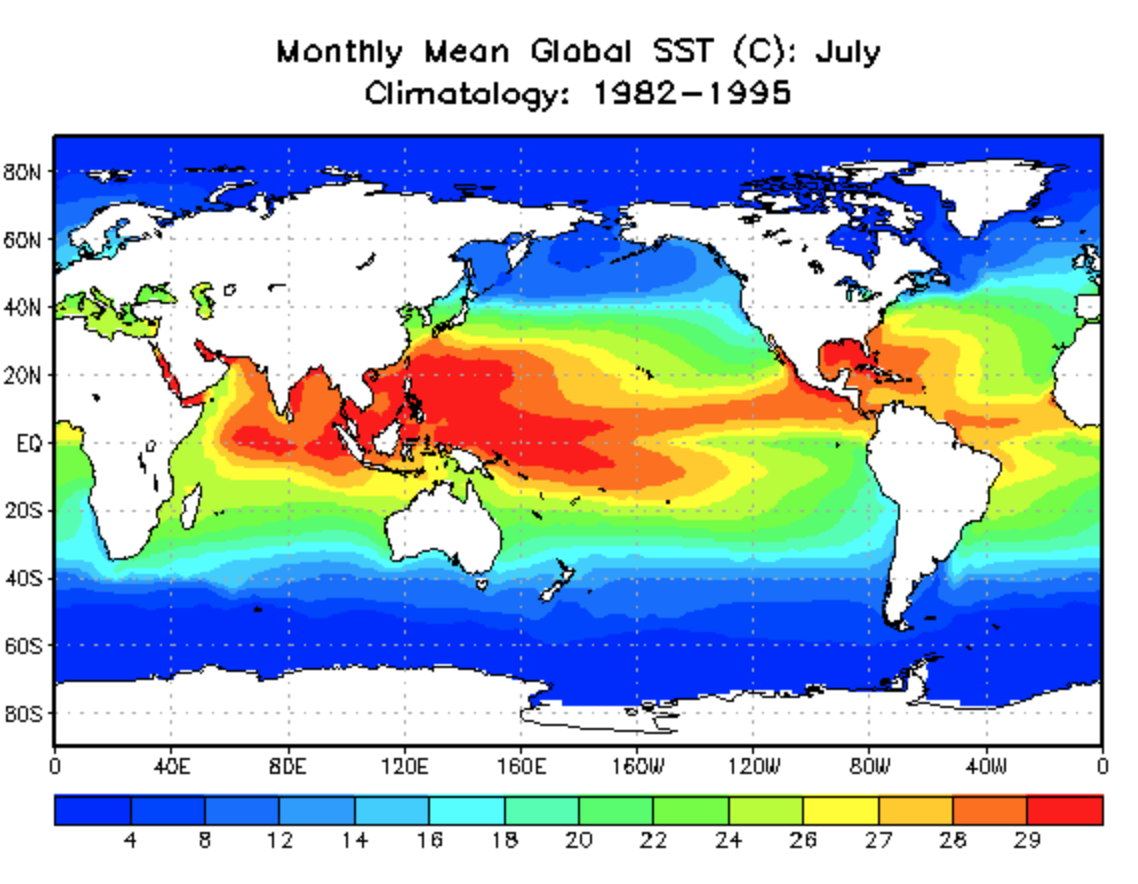 Monthly Mean Global SST (C): July
Climatology: 1982-1995
80N
60N
40N
20N
EQ
20S
40S
60S
80S
0 40E 80E 120E 160E 160W 120W 80W 40W 0
4 8 12 14 16 18 20 22 24 26 27 28 29